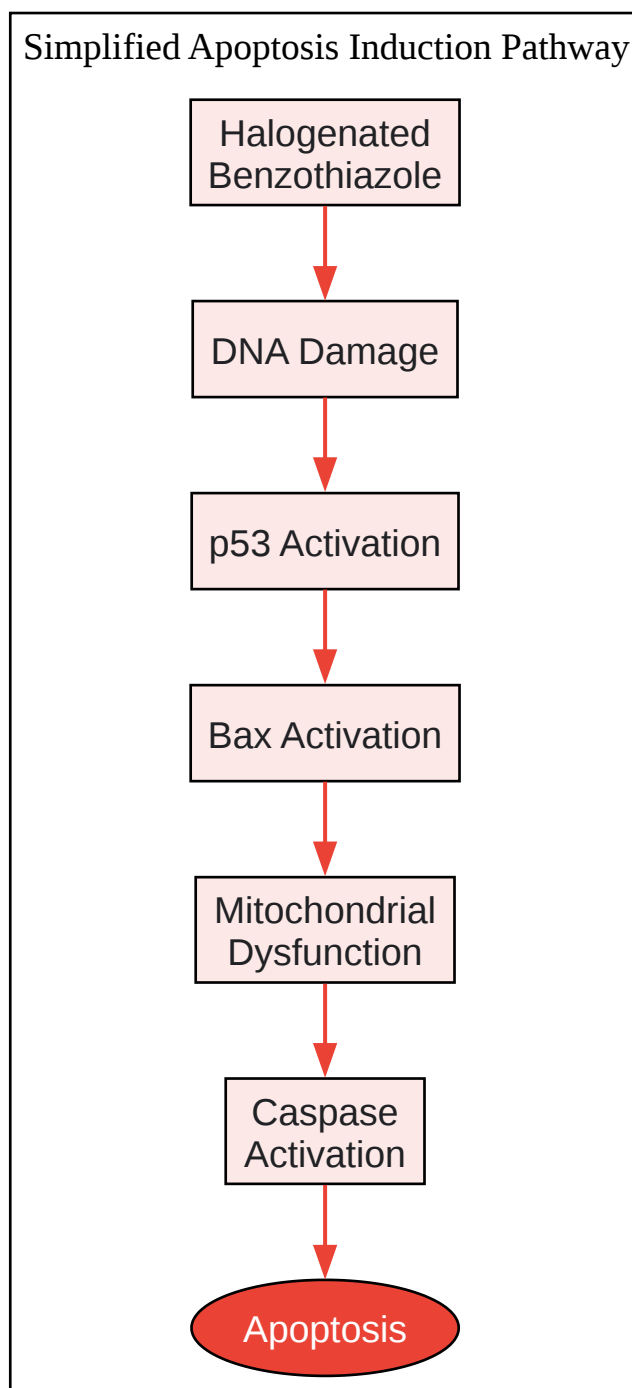 Simplified Apoptosis Induction Pathway
Halogenated
Benzothiazole
DNA Damage
p53 Activation
Bax Activation
Mitochondrial
Dysfunction
Caspase
Activation
Apoptosis